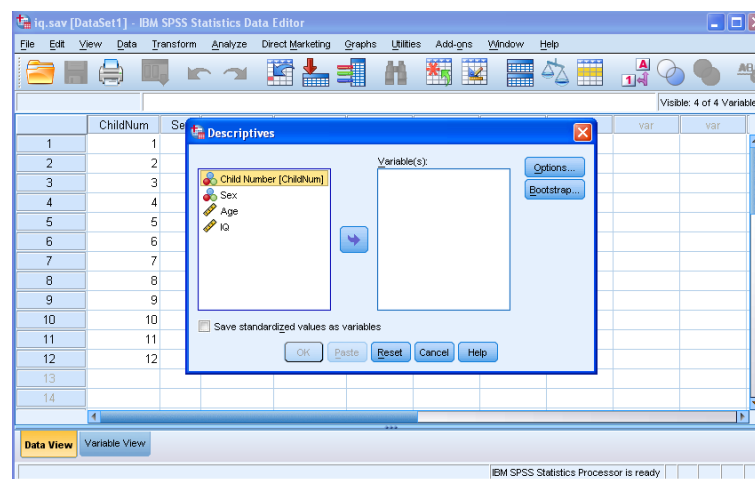 iq.sav [DataSet1] - IBM SPSS Statistics Data Editor
File Edit View Data Transform Analyze Direct Marketing Graphs Utilities Add-ons Window Help
Visible: 4 of 4 Variable
ChildNum Se var var
Descriptives
1 1
2 2
3 3
4 4
5 5
6 6
7 7
8 8
9 9
10 10
11 11
12 12
13
14
Child Number [ChildNum]
Sex
Age
IQ
Variable(s):
Options...
Bootstrap...
Save standardized values as variables
OK Paste Reset Cancel Help
Data View Variable View
IBM SPSS Statistics Processor is ready